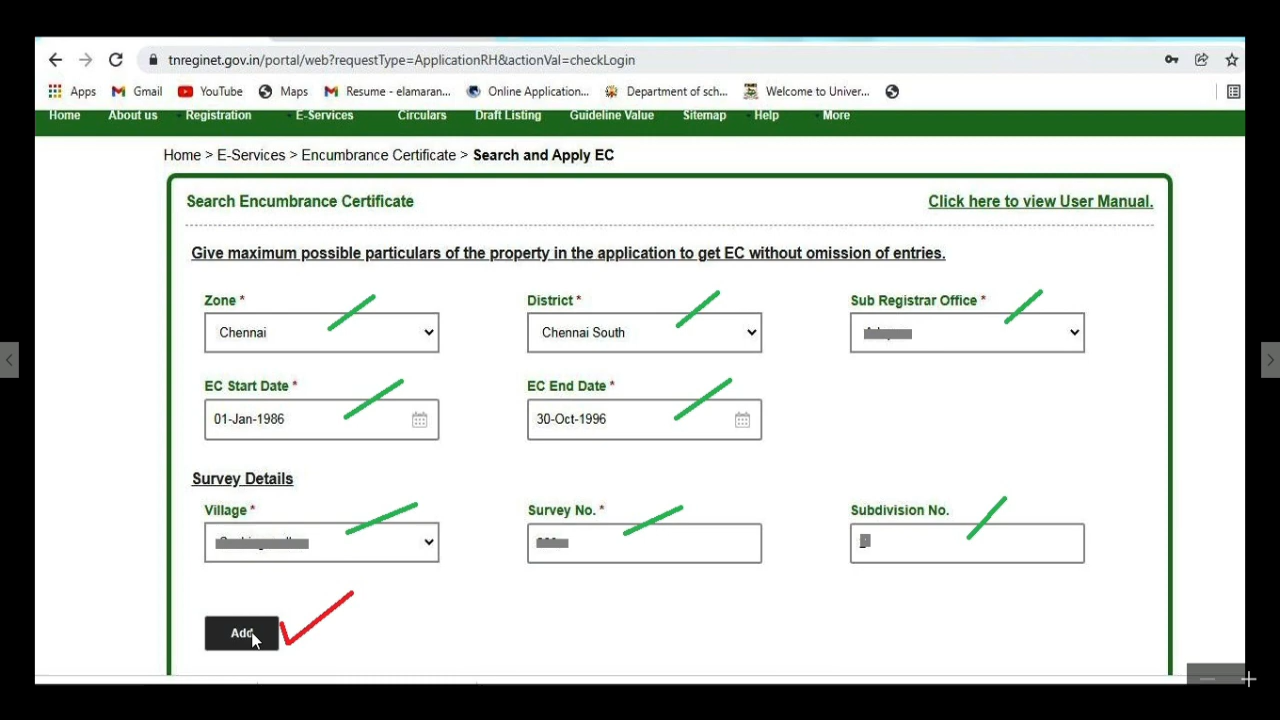 tnreginet.gov.in/portal/web?requestType=ApplicationRH&actionVal=checkLogin
Apps Gmail YouTube Maps Resume - elamaran... Online Application... Department of sch... Welcome to Univer...
Home About us Registration E-Services Circulars Draft Listing Guideline Value Sitemap Help More
Home > E-Services > Encumbrance Certificate > Search and Apply EC
Search Encumbrance Certificate Click here to view User Manual.
Give maximum possible particulars of the property in the application to get EC without omission of entries.
Zone * District * Sub Registrar Office *
Chennai Chennai South
EC Start Date * EC End Date *
01-Jan-1986 30-Oct-1996
Survey Details
Village * Survey No. * Subdivision No.
Add